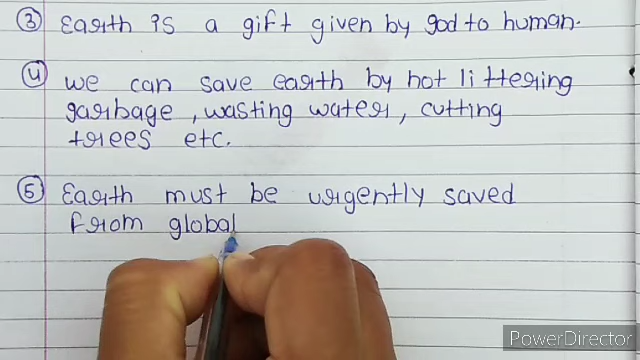 ③ Earth is a gift given by god to human.
④ we can save earth by not littering
garbage, wasting water, cutting
trees etc.
⑤ Earth must be urgently saved
from global
PowerDirector